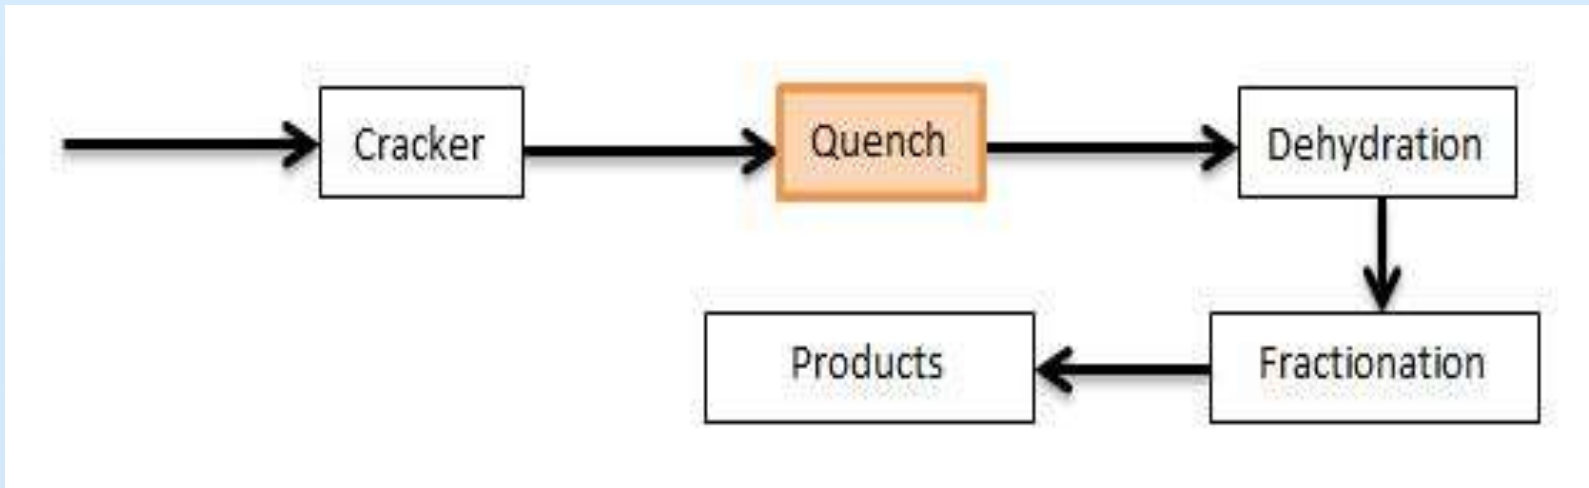 Cracker
Quench
Dehydration
Fractionation
Products